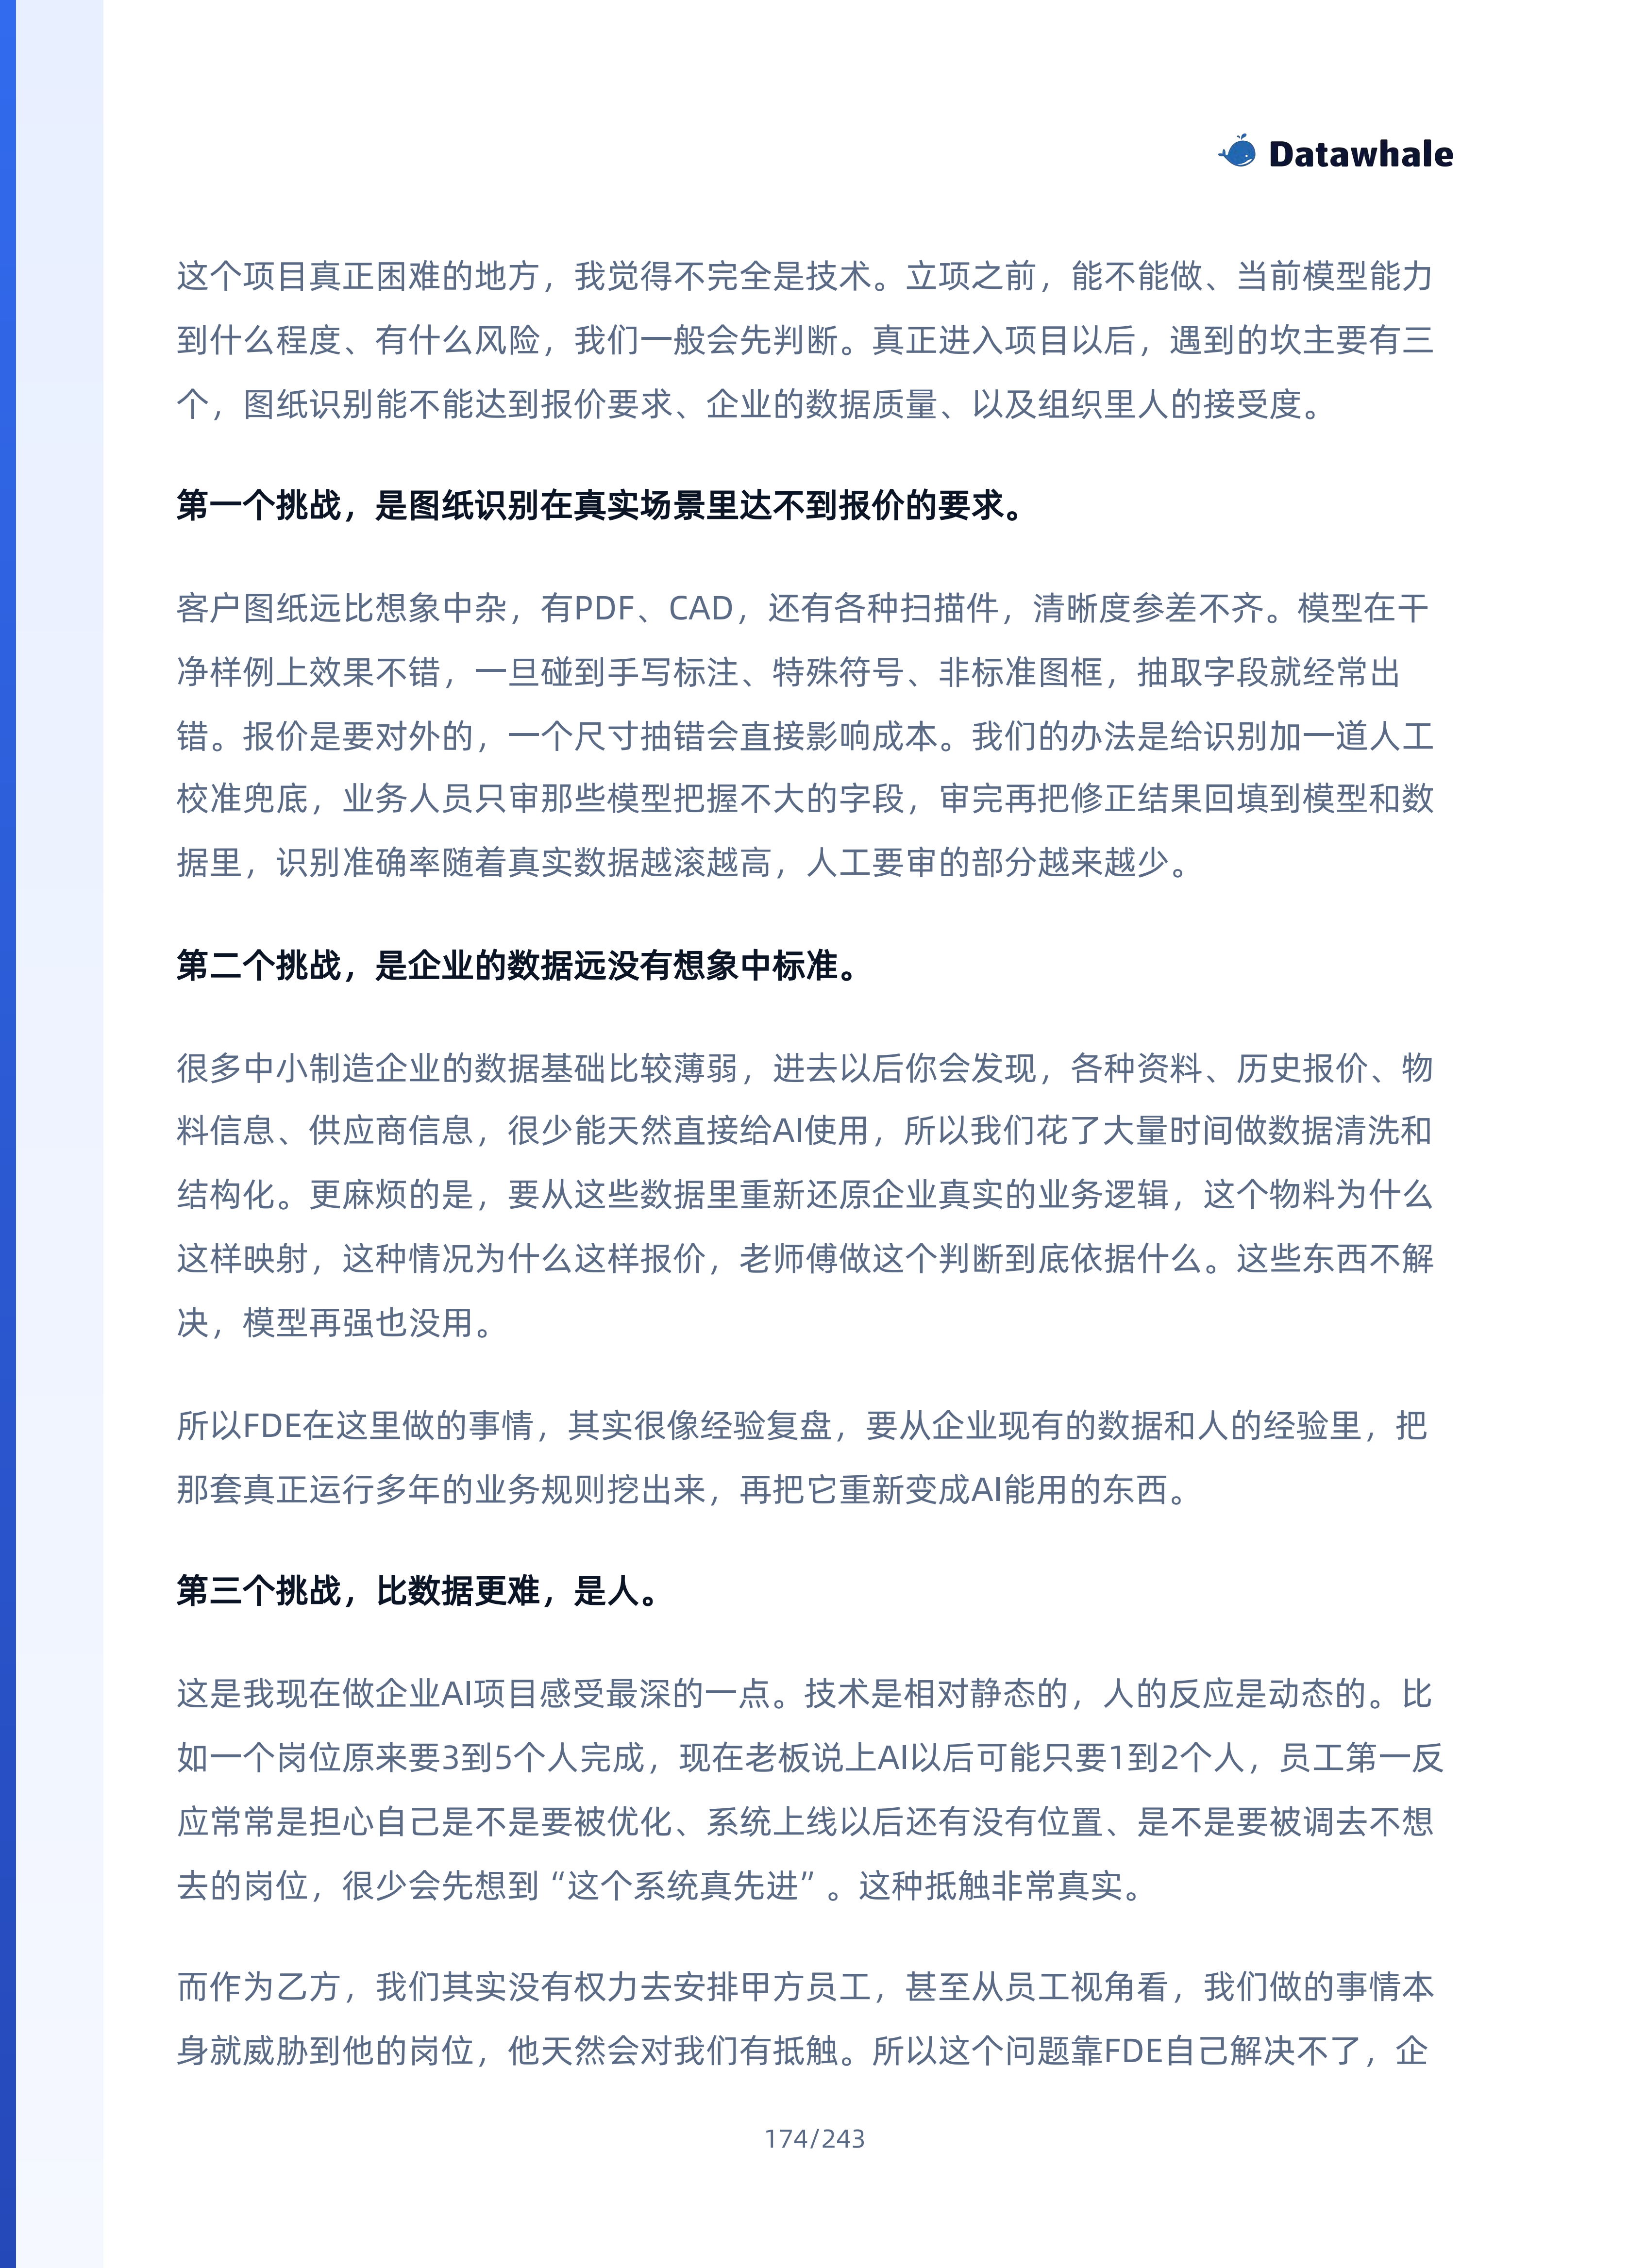 Datawhale
这个项目真正困难的地方，我觉得不完全是技术。立项之前，能不能做、当前模型能力
到什么程度、有什么风险，我们一般会先判断。真正进入项目以后，遇到的坎主要有三
个，图纸识别能不能达到报价要求、企业的数据质量、以及组织里人的接受度。
第一个挑战，是图纸识别在真实场景里达不到报价的要求。
客户图纸远比想象中杂，有PDF、CAD，还有各种扫描件，清晰度参差不齐。模型在干
净样例上效果不错，一旦碰到手写标注、特殊符号、非标准图框，抽取字段就经常出
错。报价是要对外的，一个尺寸抽错会直接影响成本。我们的办法是给识别加一道人工
校准兜底，业务人员只审那些模型把握不大的字段，审完再把修正结果回填到模型和数
据里，识别准确率随着真实数据越滚越高，人工要审的部分越来越少。
第二个挑战，是企业的数据远没有想象中标准。
很多中小制造企业的数据基础比较薄弱，进去以后你会发现，各种资料、历史报价、物
料信息、供应商信息，很少能天然直接给AI使用，所以我们花了大量时间做数据清洗和
结构化。更麻烦的是，要从这些数据里重新还原企业真实的业务逻辑，这个物料为什么
这样映射，这种情况为什么这样报价，老师傅做这个判断到底依据什么。这些东西不解
决，模型再强也没用。
所以FDE在这里做的事情，其实很像经验复盘，要从企业现有的数据和人的经验里，把
那套真正运行多年的业务规则挖出来，再把它重新变成AI能用的东西。
第三个挑战，比数据更难，是人。
这是我现在做企业AI项目感受最深的一点。技术是相对静态的，人的反应是动态的。比
如一个岗位原来要3到5个人完成，现在老板说上AI以后可能只要1到2个人，员工第一反
应常常是担心自己是不是要被优化、系统上线以后还有没有位置、是不是要被调去不想
去的岗位，很少会先想到“这个系统真先进”。这种抵触非常真实。
而作为乙方，我们其实没有权力去安排甲方员工，甚至从员工视角看，我们做的事情本
身就威胁到他的岗位，他天然会对我们有抵触。所以这个问题靠FDE自己解决不了，企
174/243